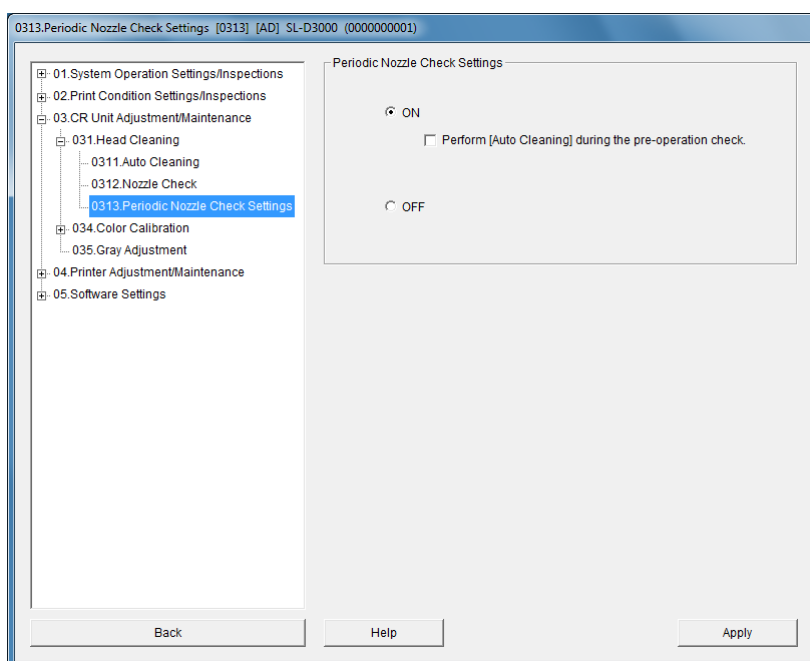 0313.Periodic Nozzle Check Settings [0313] [AD] SL-D3000 (0000000001)
01.System Operation Settings/Inspections
02.Print Condition Settings/Inspections
03.CR Unit Adjustment/Maintenance
031.Head Cleaning
0311.Auto Cleaning
0312.Nozzle Check
0313.Periodic Nozzle Check Settings
034.Color Calibration
035.Gray Adjustment
04.Printer Adjustment/Maintenance
05.Software Settings
Periodic Nozzle Check Settings
ON
Perform [Auto Cleaning] during the pre-operation check.
OFF
Back
Help
Apply